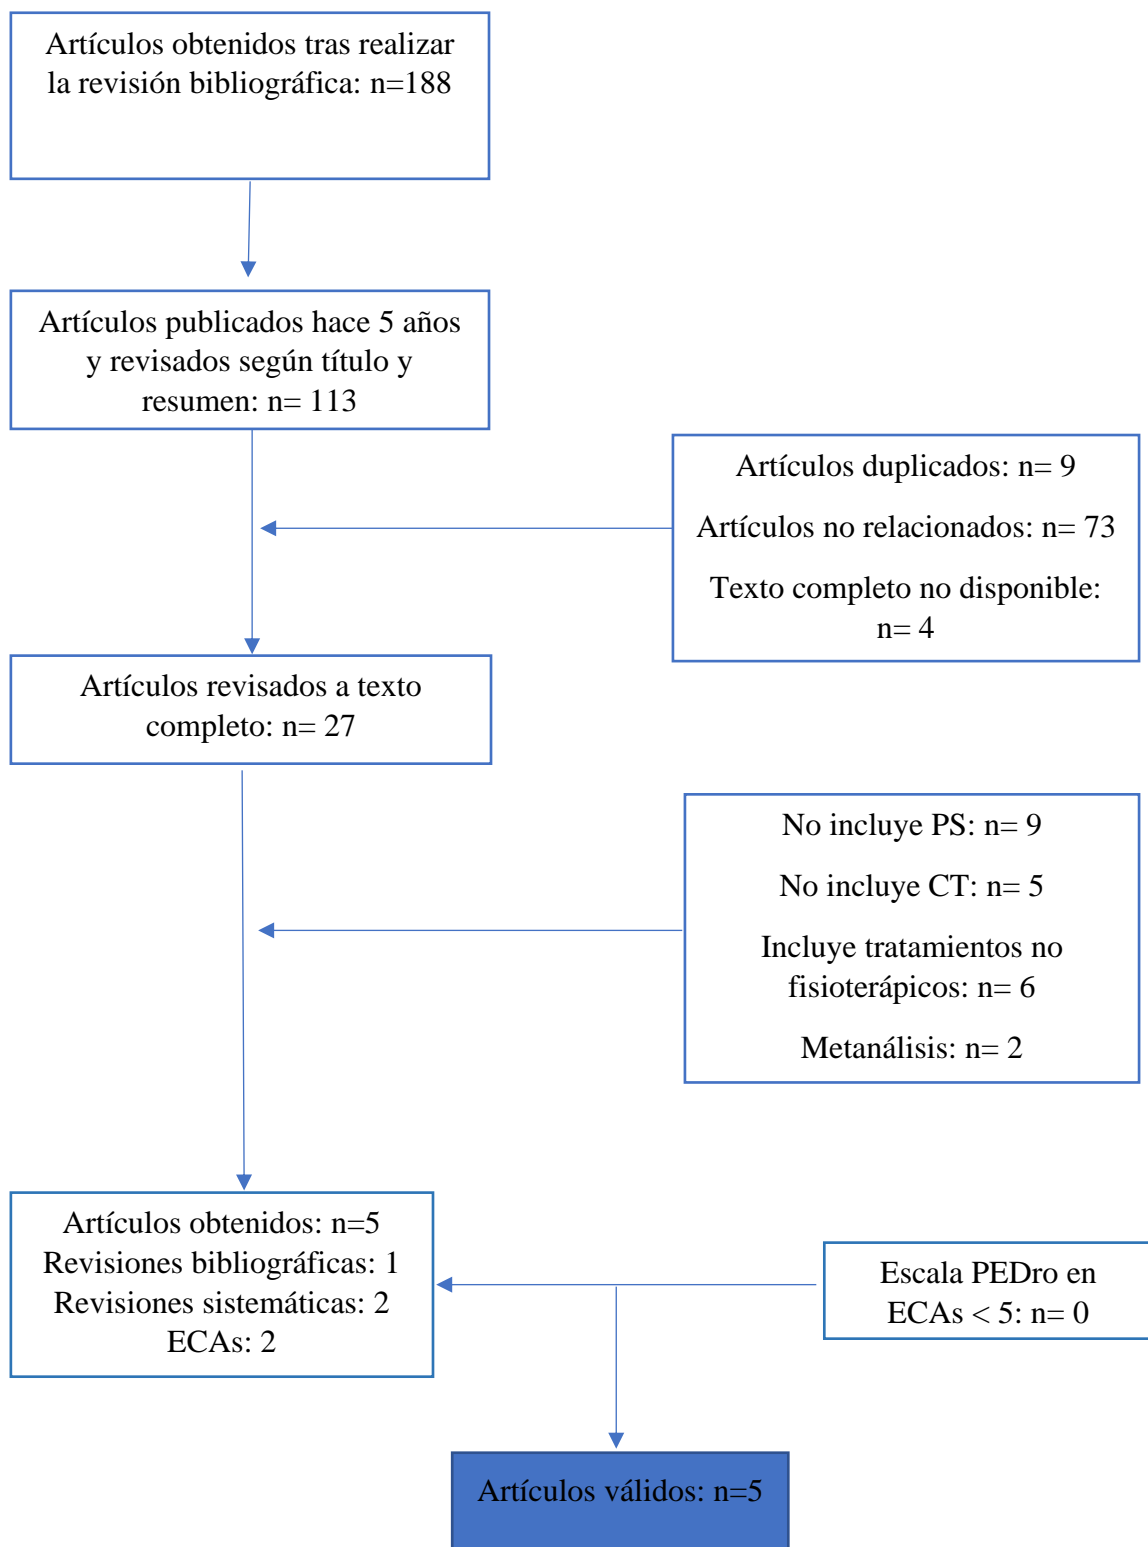 Artículos obtenidos tras realizar
la revisión bibliográfica: n=188
Artículos publicados hace 5 años
y revisados según título y
resumen: n= 113
Artículos duplicados: n= 9
Artículos no relacionados: n= 73
Texto completo no disponible:
n= 4
Artículos revisados a texto
completo: n= 27
No incluye PS: n= 9
No incluye CT: n= 5
Incluye tratamientos no
fisioterápicos: n= 6
Metanálisis: n= 2
Artículos obtenidos: n=5
Revisiones bibliográficas: 1
Revisiones sistemáticas: 2
ECAs: 2
Escala PEDro en
ECAs < 5: n= 0
Artículos válidos: n=5